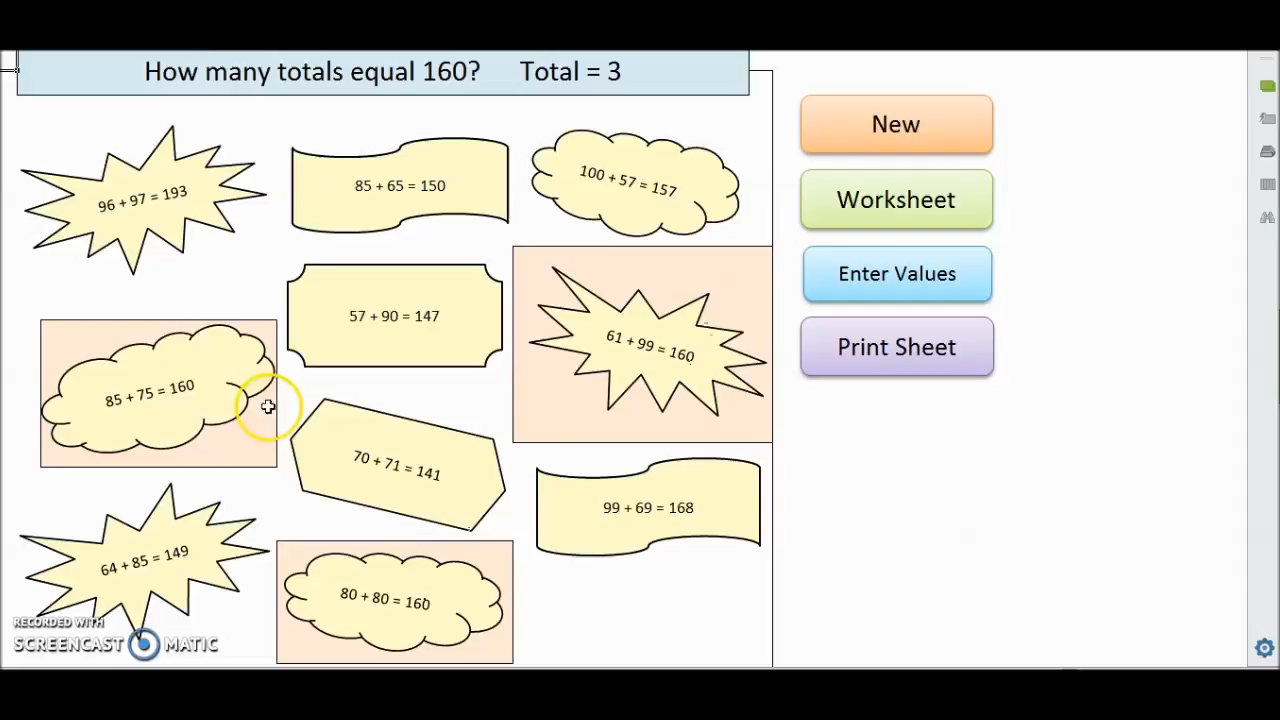 How many totals equal 160? Total = 3
96 + 97 = 193
85 + 65 = 150
100 + 57 = 157
57 + 90 = 147
61 + 99 = 160
85 + 75 = 160
70 + 71 = 141
99 + 69 = 168
64 + 85 = 149
80 + 80 = 160
New
Worksheet
Enter Values
Print Sheet
RECORDED WITH
SCREENCAST MATIC